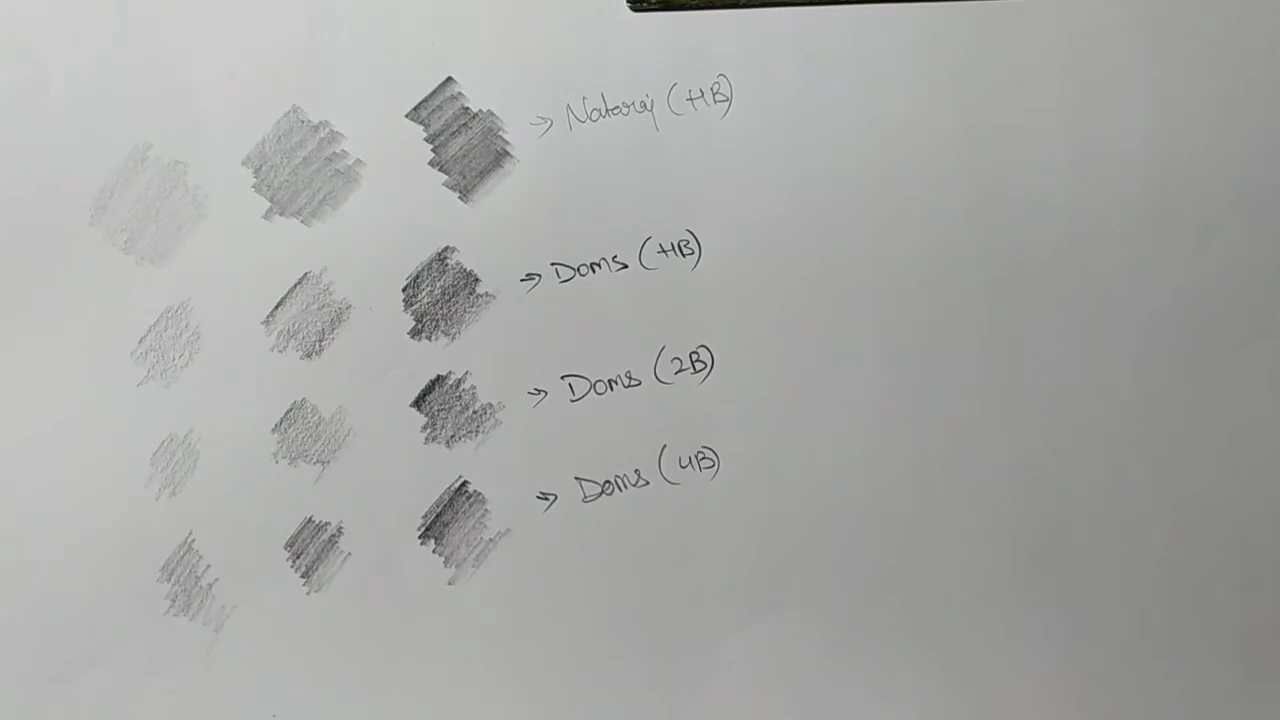 → Nataraj (HB)
→ Doms (HB)
→ Doms (2B)
→ Doms (4B)